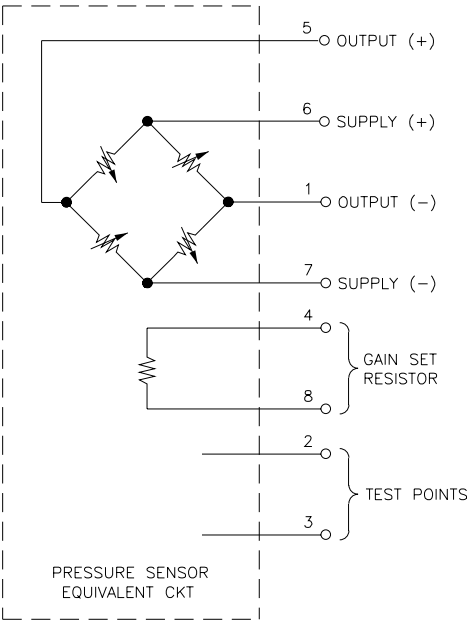 5
OUTPUT (+)
6
SUPPLY (+)
1
OUTPUT (-)
7
SUPPLY (-)
4
GAIN SET
RESISTOR
8
2
TEST POINTS
3
PRESSURE SENSOR
EQUIVALENT CKT